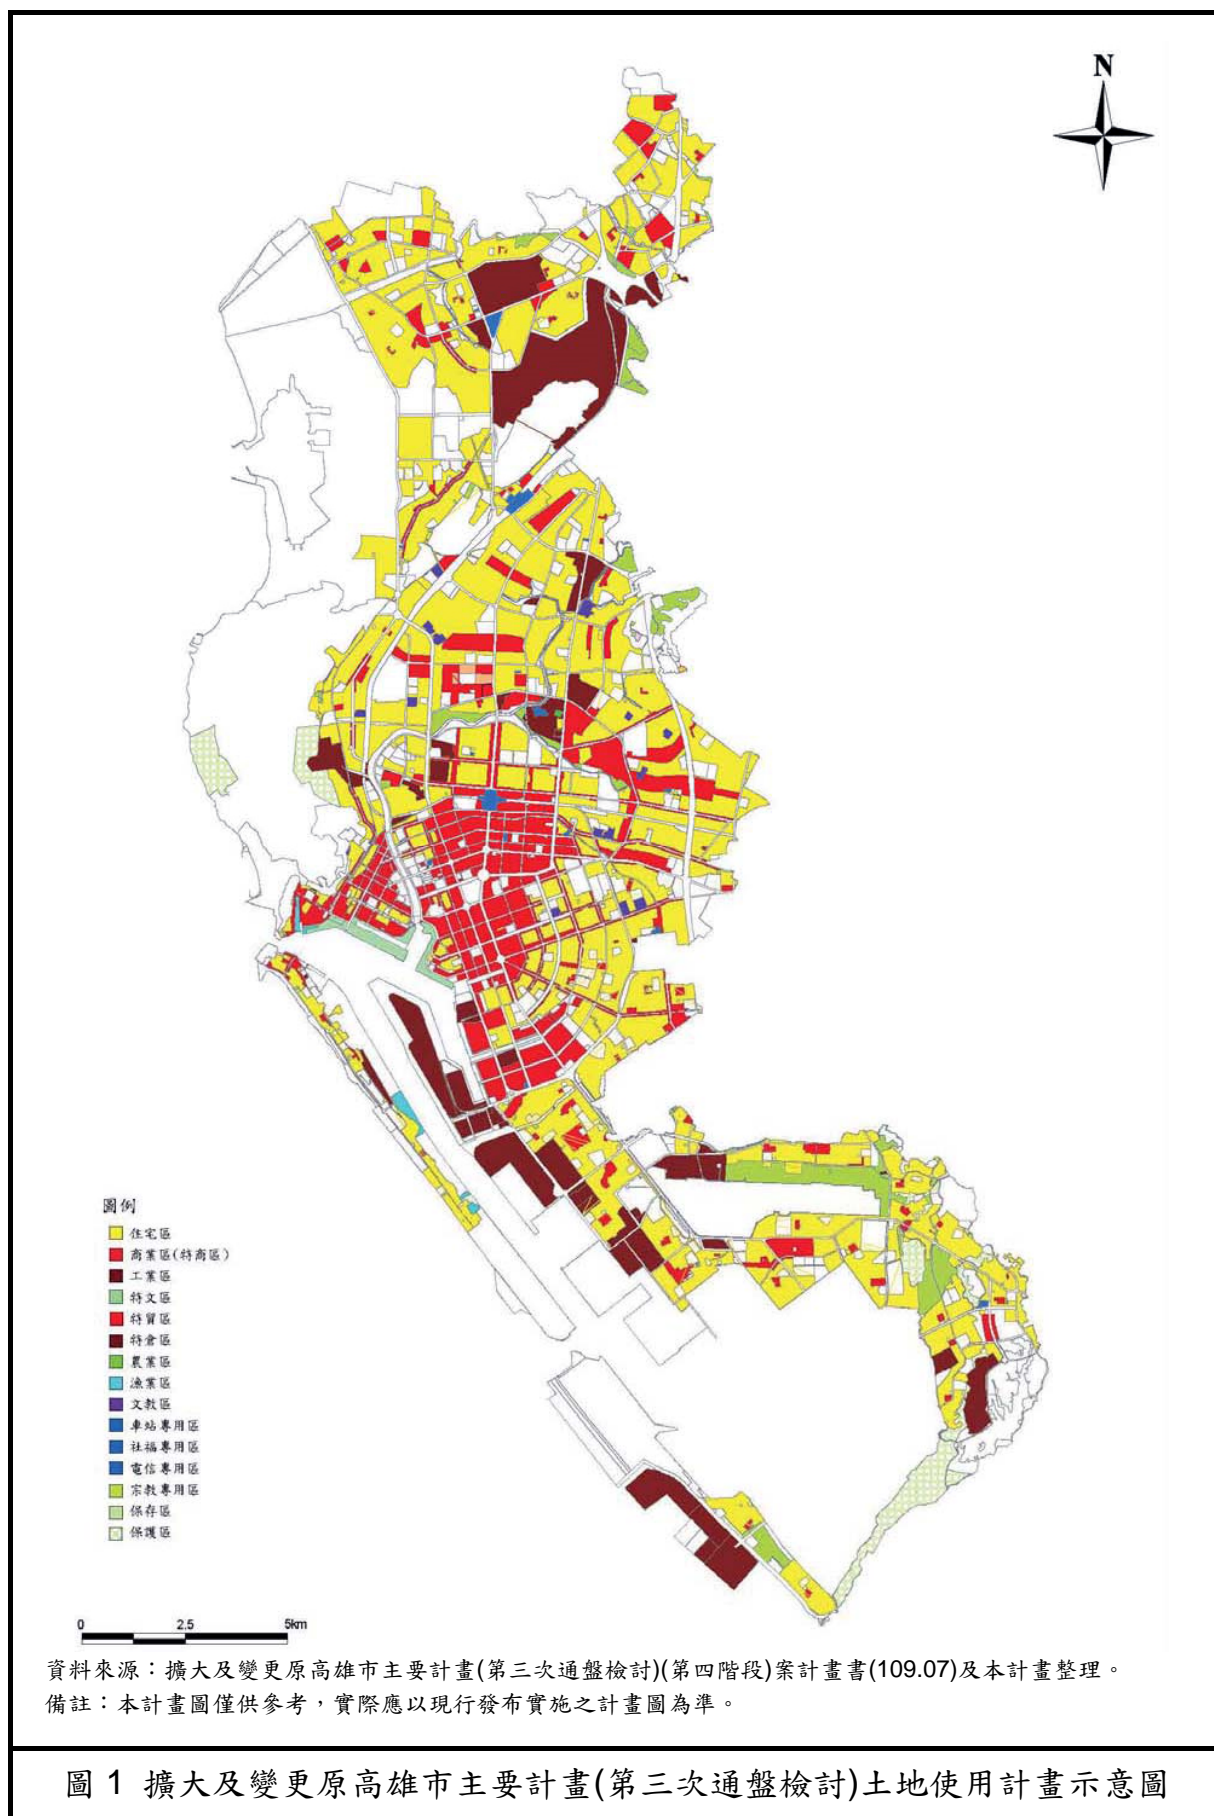 N
圖例
住宅區
商業區(特商區)
工業區
特文區
特貿區
特倉區
農業區
漁業區
文教區
車站專用區
社福專用區
電信專用區
宗教專用區
保存區
保護區
0 2.5 5km
資料來源：擴大及變更原高雄市主要計畫(第三次通盤檢討)(第四階段)案計畫書(109.07)及本計畫整理。
備註：本計畫圖僅供參考，實際應以現行發布實施之計畫圖為準。
圖 1 擴大及變更原高雄市主要計畫(第三次通盤檢討)土地使用計畫示意圖